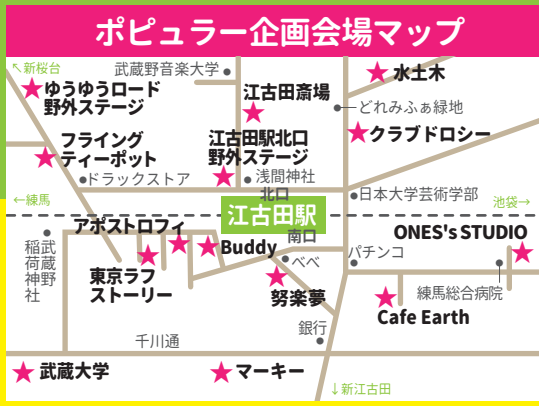 ポピュラー企画会場マップ
↖新桜台
武蔵野音楽大学
水土木
ゆうゆうロード
野外ステージ
江古田斎場
どれみふぁ緑地
クラブドロシー
フライング
ティーポット
江古田駅北口
野外ステージ
ドラックストア
浅間神社
北口
日本大学芸術学部
←練馬
池袋→
江古田駅
アポストロフィ
南口
ONES's STUDIO
Buddy
べべ
パチンコ
武蔵野
稲荷神社
東京ラフ
ストーリー
努楽夢
練馬総合病院
Cafe Earth
銀行
千川通
武蔵大学
マーキー
↓新江古田